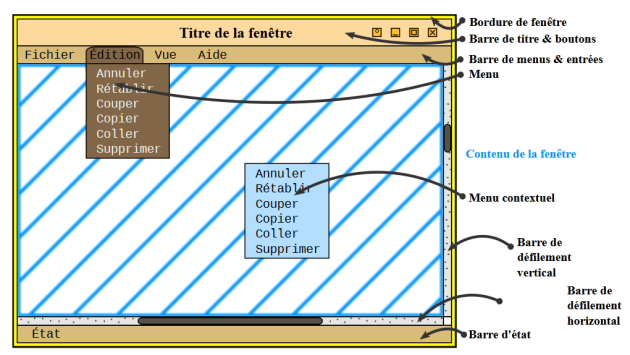 Titre de la fenêtre
Fichier Édition Vue Aide
Annuler
Rétablir
Couper
Copier
Coller
Supprimer
Annuler
Rétablir
Couper
Copier
Coller
Supprimer
État
Bordure de fenêtre
Barre de titre & boutons
Barre de menus & entrées
Menu
Contenu de la fenêtre
Menu contextuel
Barre de
défilement
vertical
Barre de
défilement
horizontal
Barre d'état